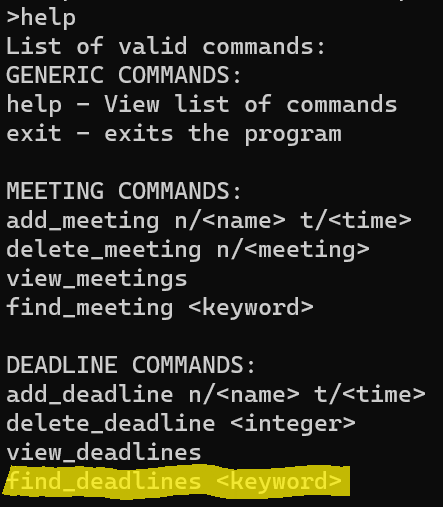 >help
List of valid commands:
GENERIC COMMANDS:
help - View list of commands
exit - exits the program

MEETING COMMANDS:
add_meeting n/<name> t/<time>
delete_meeting n/<meeting>
view_meetings
find_meeting <keyword>

DEADLINE COMMANDS:
add_deadline n/<name> t/<time>
delete_deadline <integer>
view_deadlines
find_deadlines <keyword>